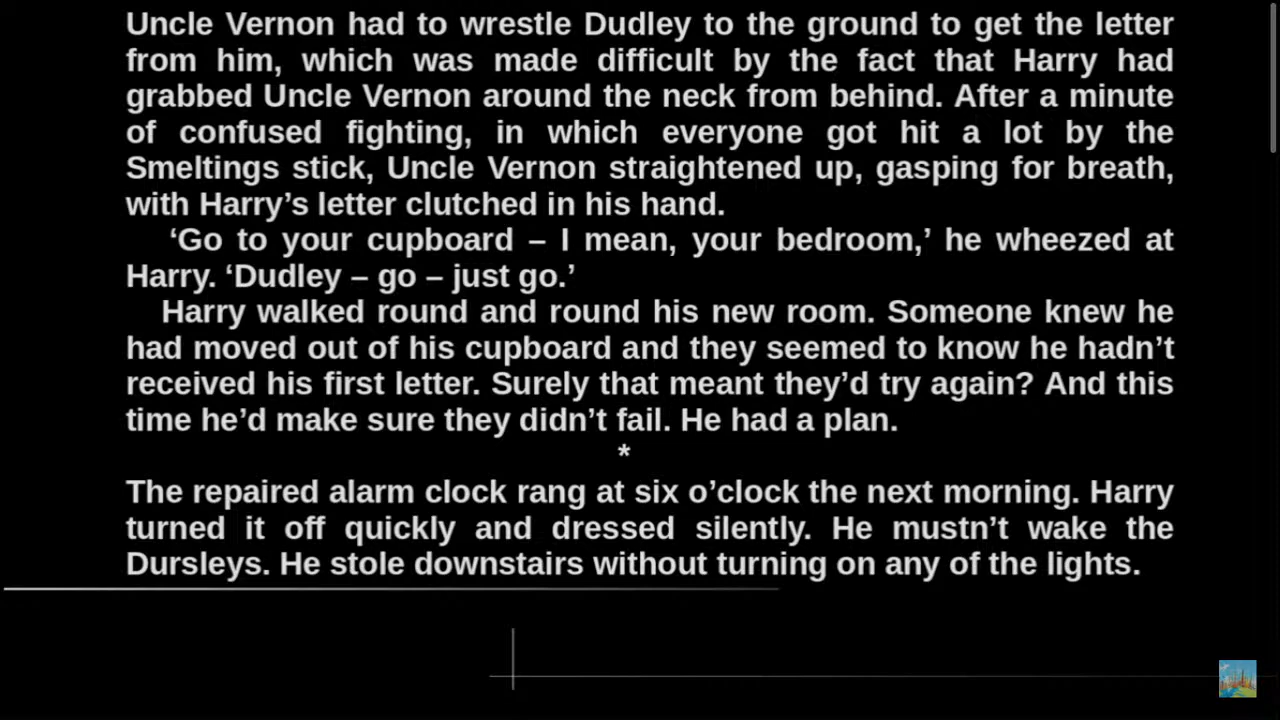 Uncle Vernon had to wrestle Dudley to the ground to get the letter
from him, which was made difficult by the fact that Harry had
grabbed Uncle Vernon around the neck from behind. After a minute
of confused fighting, in which everyone got hit a lot by the
Smeltings stick, Uncle Vernon straightened up, gasping for breath,
with Harry’s letter clutched in his hand.
‘Go to your cupboard – I mean, your bedroom,’ he wheezed at
Harry. ‘Dudley – go – just go.’
Harry walked round and round his new room. Someone knew he
had moved out of his cupboard and they seemed to know he hadn’t
received his first letter. Surely that meant they’d try again? And this
time he’d make sure they didn’t fail. He had a plan.
*
The repaired alarm clock rang at six o’clock the next morning. Harry
turned it off quickly and dressed silently. He mustn’t wake the
Dursleys. He stole downstairs without turning on any of the lights.